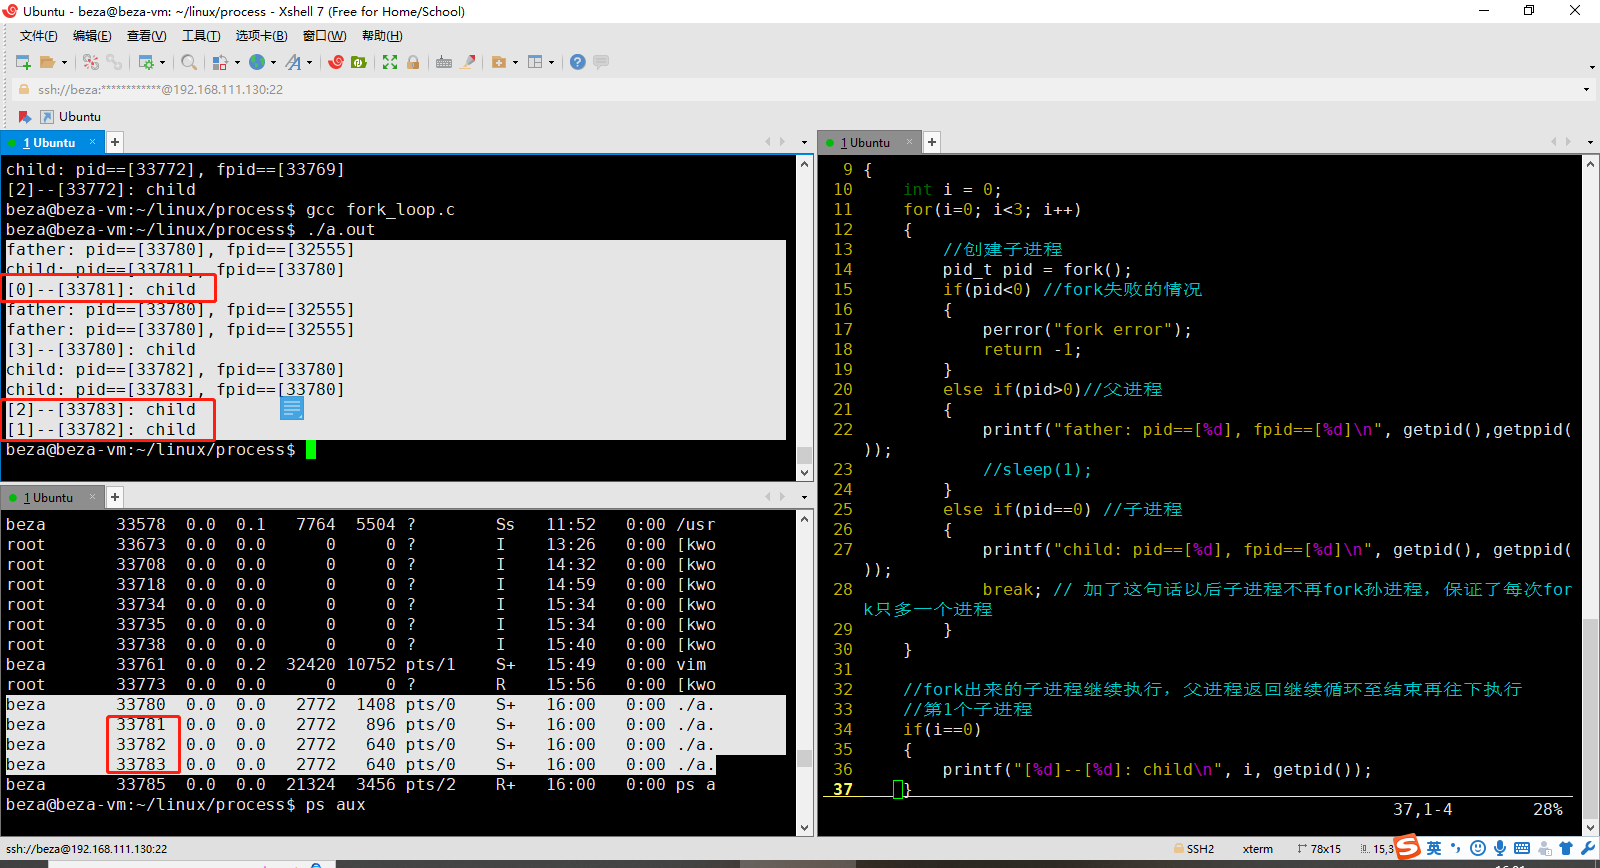 Ubuntu - beza@beza-vm: ~/linux/process - Xshell 7 (Free for Home/School)
文件(F) 编辑(E) 查看(V) 工具(T) 选项卡(B) 窗口(W) 帮助(H)
ssh://beza:************@192.168.111.130:22
Ubuntu
1 Ubuntu × +
child: pid==[33772], fpid==[33769]
[2]--[33772]: child
beza@beza-vm:~/linux/process$ gcc fork_loop.c
beza@beza-vm:~/linux/process$ ./a.out
father: pid==[33780], fpid==[32555]
child: pid==[33781], fpid==[33780]
[0]--[33781]: child
father: pid==[33780], fpid==[32555]
father: pid==[33780], fpid==[32555]
[3]--[33780]: child
child: pid==[33782], fpid==[33780]
child: pid==[33783], fpid==[33780]
[2]--[33783]: child
[1]--[33782]: child
beza@beza-vm:~/linux/process$
1 Ubuntu × +
beza 33578 0.0 0.1 7764 5504 ? Ss 11:52 0:00 /usr
root 33673 0.0 0.0 0 0 ? I 13:26 0:00 [kwo
root 33708 0.0 0.0 0 0 ? I 14:32 0:00 [kwo
root 33718 0.0 0.0 0 0 ? I 14:59 0:00 [kwo
root 33734 0.0 0.0 0 0 ? I 15:34 0:00 [kwo
root 33735 0.0 0.0 0 0 ? I 15:34 0:00 [kwo
root 33738 0.0 0.0 0 0 ? I 15:40 0:00 [kwo
beza 33761 0.0 0.2 32420 10752 pts/1 S+ 15:49 0:00 vim
root 33773 0.0 0.0 0 0 ? R 15:56 0:00 [kwo
beza 33780 0.0 0.0 2772 1408 pts/0 S+ 16:00 0:00 ./a.
beza 33781 0.0 0.0 2772 896 pts/0 S+ 16:00 0:00 ./a.
beza 33782 0.0 0.0 2772 640 pts/0 S+ 16:00 0:00 ./a.
beza 33783 0.0 0.0 2772 640 pts/0 S+ 16:00 0:00 ./a.
beza 33785 0.0 0.0 21324 3456 pts/2 R+ 16:00 0:00 ps a
beza@beza-vm:~/linux/process$ ps aux
1 Ubuntu × +
9 {
10 int i = 0;
11 for(i=0; i<3; i++)
12 {
13 //创建子进程
14 pid_t pid = fork();
15 if(pid<0) //fork失败的情况
16 {
17 perror("fork error");
18 return -1;
19 }
20 else if(pid>0)//父进程
21 {
22 printf("father: pid==[%d], fpid==[%d]\n", getpid(),getppid(
));
23 //sleep(1);
24 }
25 else if(pid==0) //子进程
26 {
27 printf("child: pid==[%d], fpid==[%d]\n", getpid(), getppid(
));
28 break; // 加了这句话以后子进程不再fork孙进程，保证了每次for
k只多一个进程
29 }
30 }
31
32 //fork出来的子进程继续执行，父进程返回继续循环至结束再往下执行
33 //第1个子进程
34 if(i==0)
35 {
36 printf("[%d]--[%d]: child\n", i, getpid());
37 }
37,1-4 28%
ssh://beza@192.168.111.130:22
SSH2 xterm 78x15 15,3
英